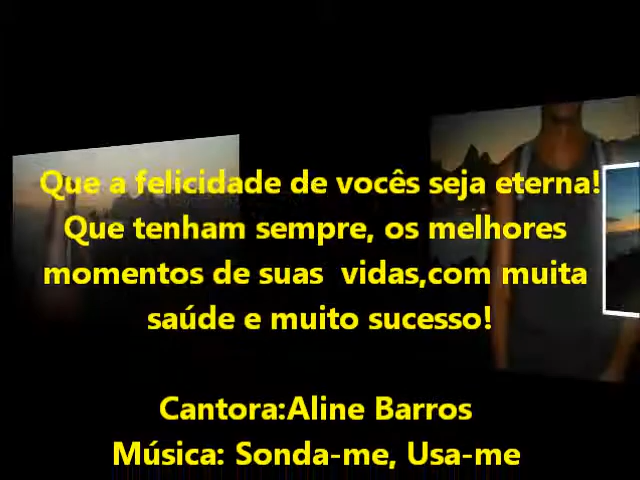 Que a felicidade de vocês seja eterna!
Que tenham sempre, os melhores
momentos de suas  vidas,com muita
saúde e muito sucesso!
Cantora:Aline Barros
Música: Sonda-me, Usa-me